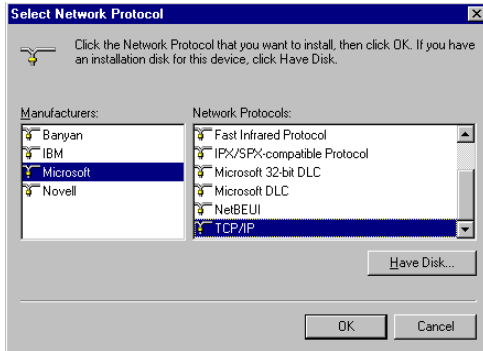 Select Network Protocol
Click the Network Protocol that you want to install, then click OK. If you have
an installation disk for this device, click Have Disk.
Manufacturers:
Banyan
IBM
Microsoft
Novell
Network Protocols:
Fast Infrared Protocol
IPX/SPX-compatible Protocol
Microsoft 32-bit DLC
Microsoft DLC
NetBEUI
TCP/IP
Have Disk...
OK
Cancel